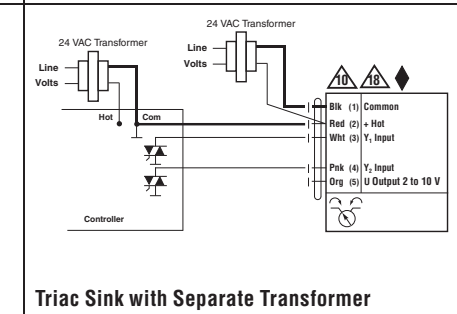 24 VAC Transformer
24 VAC Transformer
Line
Volts
Line
Volts
Hot
Com
10
18
Blk (1) Common
Red (2) + Hot
Wht (3) Y₁ Input
Pnk (4) Y₂ Input
Org (5) U Output 2 to 10 V
Controller
Triac Sink with Separate Transformer